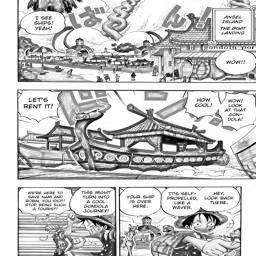 I SEE
SHIPS!
YEAH!
ANGEL
ISLAND
THE BOAT
LANDING
WOW!!
LET'S
RENT IT!
HOW
COOL!
WOW!
LOOK
AT THAT
GON-
DOLA!
WE'RE HERE TO
SAVE NAMI AND
ROBIN, YOU IDIOT!
STOP BEING SUCH
A TOURIST!
THIS MIGHT
TURN INTO
A COOL
GONDOLA
JOURNEY!
YOUR SHIP
IS OVER
HERE.
IT'S SELF-
PROPELLED,
LIKE A
WAVER.
HEY,
LOOK BACK
THERE.